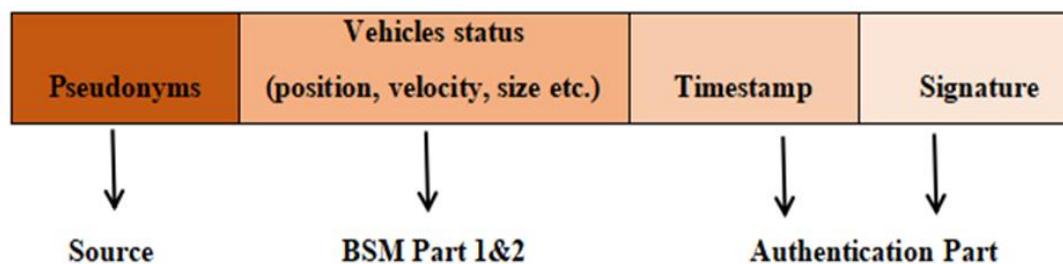 Pseudonyms
Vehicles status
(position, velocity, size etc.)
Timestamp
Signature
Source
BSM Part 1&2
Authentication Part